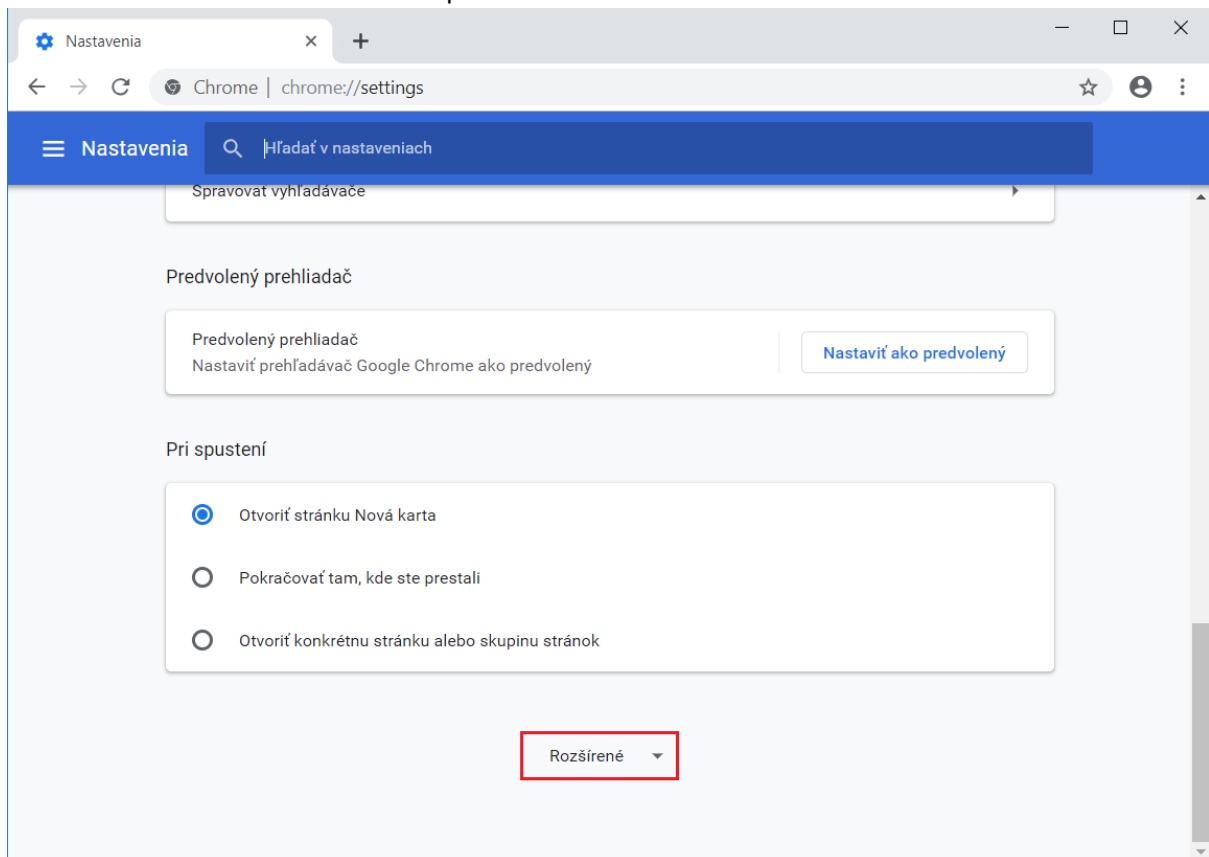 Nastavenia
Chrome | chrome://settings
Nastavenia
Hľadať v nastaveniach
Spravovať vyhľadávače
Predvolený prehliadač
Predvolený prehliadač
Nastaviť prehľadávač Google Chrome ako predvolený
Nastaviť ako predvolený
Pri spustení
Otvoriť stránku Nová karta
Pokračovať tam, kde ste prestali
Otvoriť konkrétnu stránku alebo skupinu stránok
Rozšírené